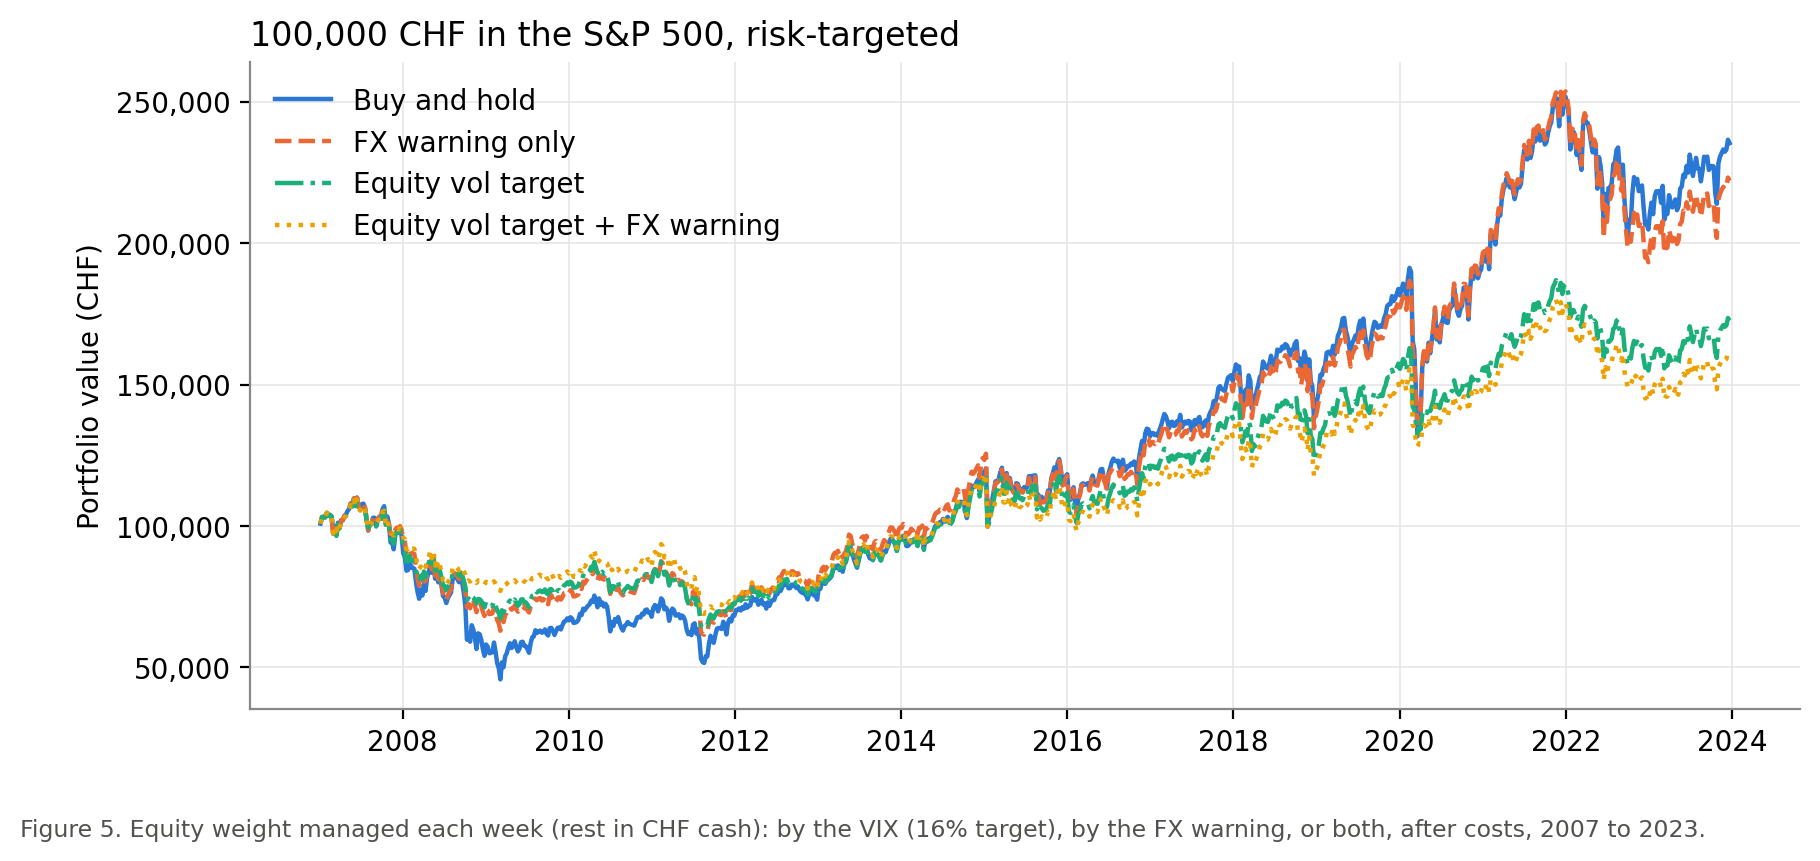 100,000 CHF in the S&P 500, risk-targeted
Portfolio value (CHF)
250,000
200,000
150,000
100,000
50,000
Buy and hold
FX warning only
Equity vol target
Equity vol target + FX warning
2008 2010 2012 2014 2016 2018 2020 2022 2024
Figure 5. Equity weight managed each week (rest in CHF cash): by the VIX (16% target), by the FX warning, or both, after costs, 2007 to 2023.